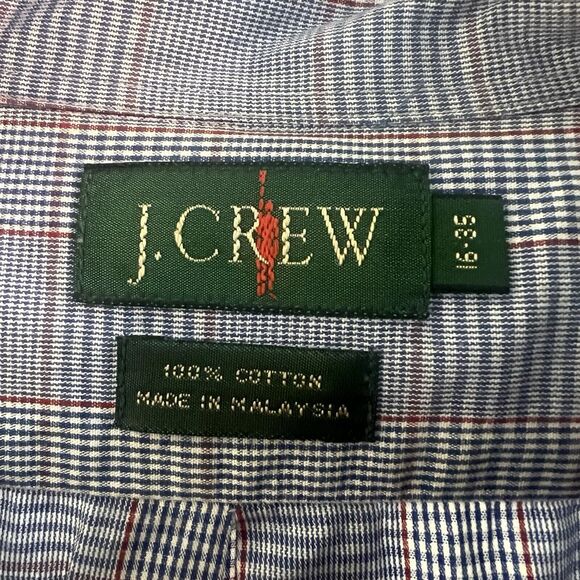 J.CREW
16-35
100% COTTON
MADE IN MALAYSIA